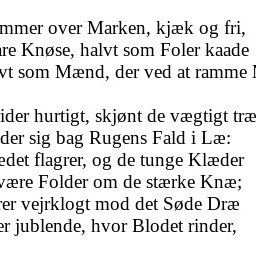 mmer over Marken, kjæk og fri,
re Knøse, halvt som Foler kaade
vt som Mænd, der ved at ramme
ider hurtigt, skjønt de vægtigt træ
der sig bag Rugens Fald i Læ:
edet flagrer, og de tunge Klæder
være Folder om de stærke Knæ;
rer vejrklogt mod det Søde Dræ
er jublende, hvor Blodet rinder,